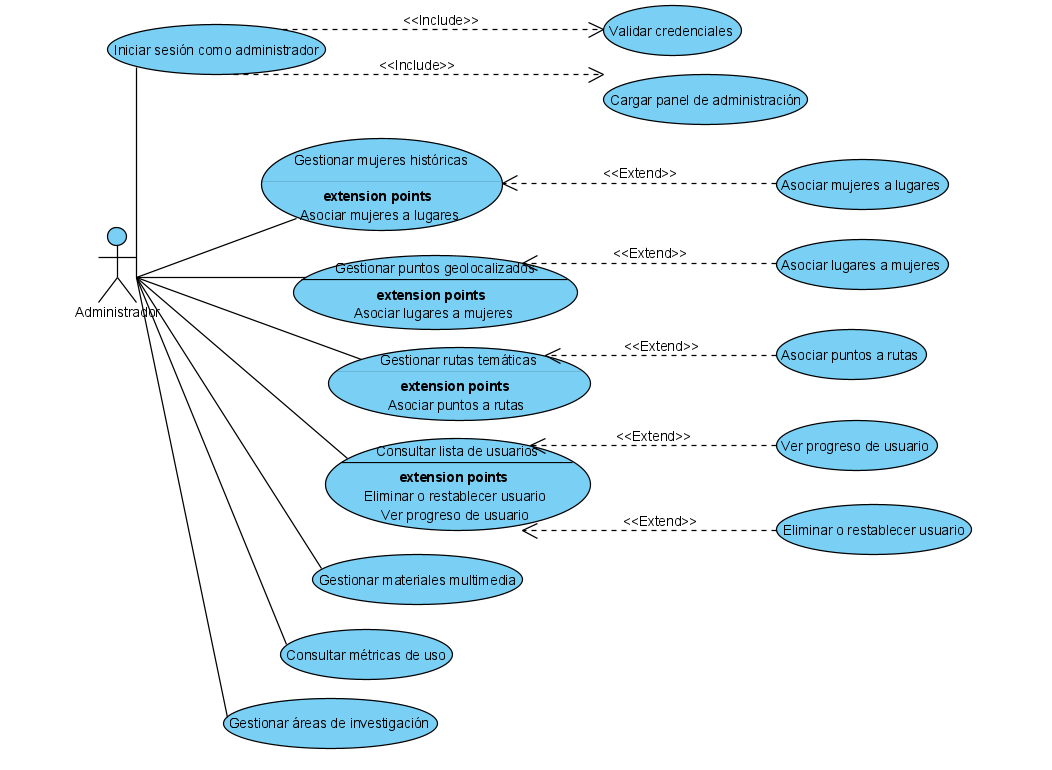 <<Include>>
Validar credenciales
Iniciar sesión como administrador
<<Include>>
Cargar panel de administración
Gestionar mujeres históricas
<<Extend>>
Asociar mujeres a lugares
extension points
Asociar mujeres a lugares
<<Extend>>
Gestionar puntos geolocalizados
Asociar lugares a mujeres
extension points
Asociar lugares a mujeres
Administrador
<<Extend>>
Gestionar rutas temáticas
Asociar puntos a rutas
extension points
Asociar puntos a rutas
<<Extend>>
Consultar lista de usuarios
Ver progreso de usuario
extension points
Eliminar o restablecer usuario
Ver progreso de usuario
<<Extend>>
Eliminar o restablecer usuario
Gestionar materiales multimedia
Consultar métricas de uso
Gestionar áreas de investigación